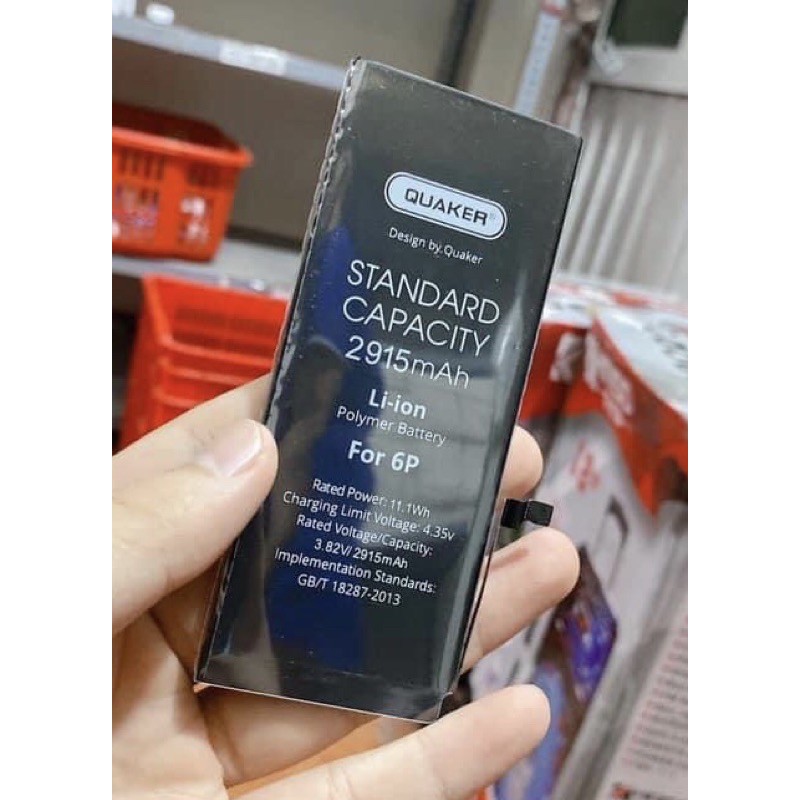 QUAKER®
Design by Quaker
STANDARD
CAPACITY
2915mAh
Li-ion
Polymer Battery
For 6P
Rated Power: 11.1Wh
Charging Limit Voltage: 4.35v
Rated Voltage/Capacity:
3.82V/2915mAh
Implementation Standards:
GB/T 18287-2013